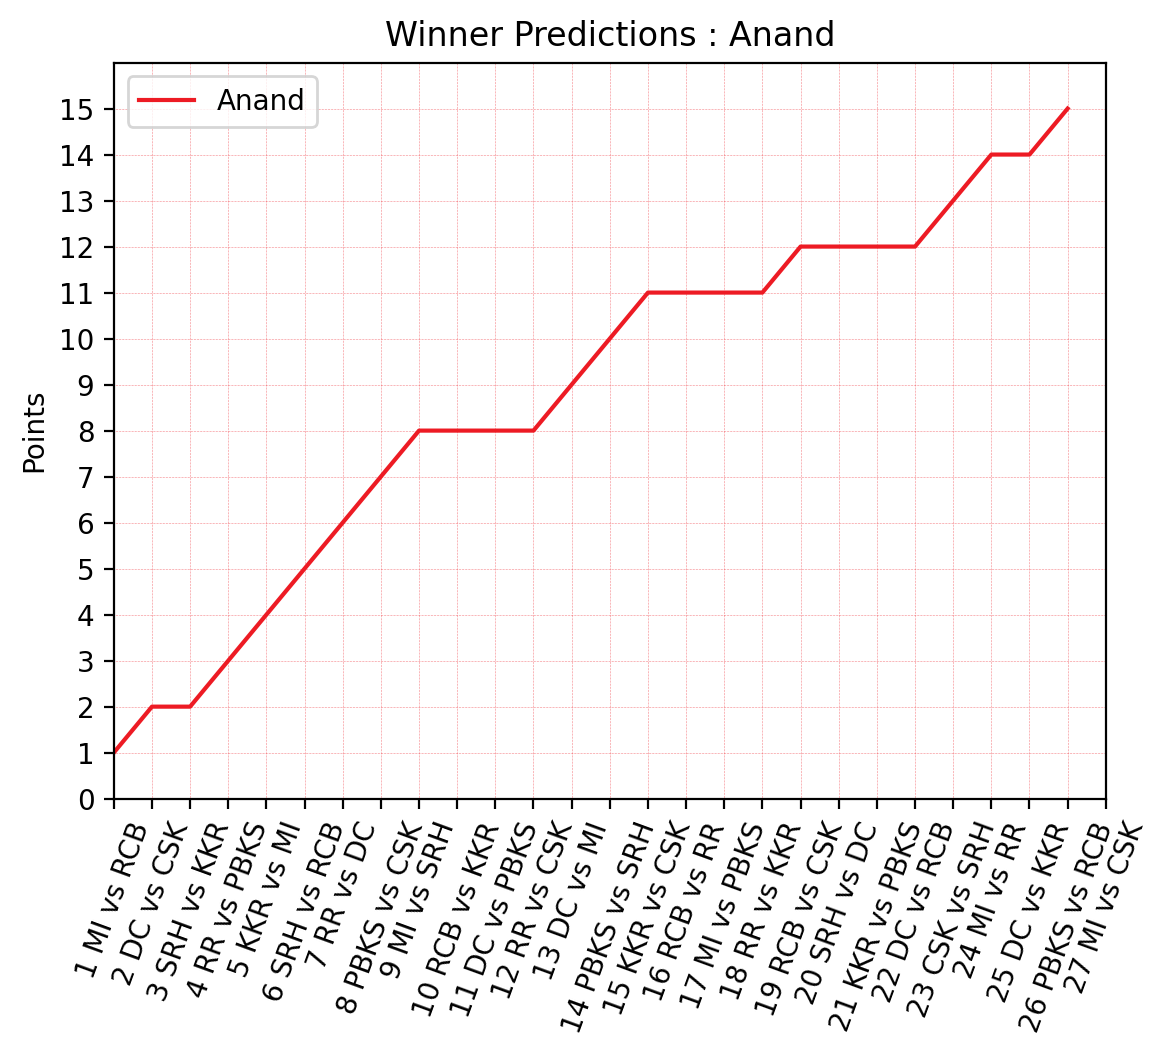 Winner Predictions : Anand
Anand
15
14
13
12
11
10
9
8
7
6
5
4
3
2
1
0
Points
1 MI vs RCB
2 DC vs CSK
3 SRH vs KKR
4 RR vs PBKS
5 KKR vs MI
6 SRH vs RCB
7 RR vs DC
8 PBKS vs CSK
9 MI vs SRH
10 RCB vs KKR
11 DC vs PBKS
12 RR vs CSK
13 DC vs MI
14 PBKS vs SRH
15 KKR vs CSK
16 RCB vs RR
17 MI vs PBKS
18 RR vs KKR
19 RCB vs CSK
20 SRH vs DC
21 KKR vs PBKS
22 DC vs RCB
23 CSK vs SRH
24 MI vs RR
25 DC vs KKR
26 PBKS vs RCB
27 MI vs CSK